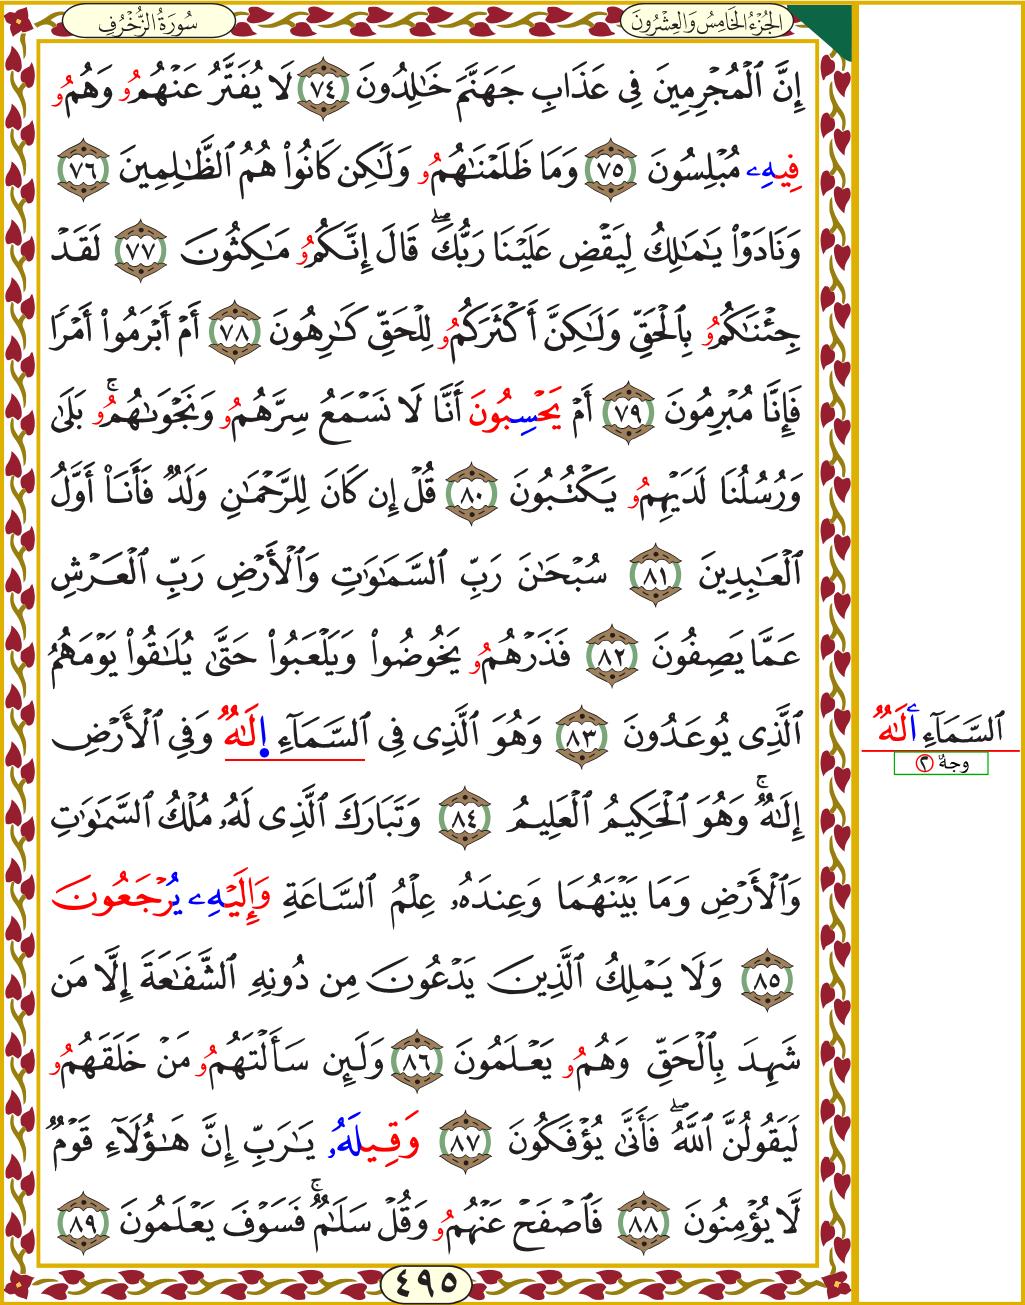 سُورَةُ الزُّخْرُفِ
الجُزْءُ الخَامِسُ وَالعِشْرُونَ
إِنَّ ٱلْمُجْرِمِينَ فِى عَذَابِ جَهَنَّمَ خَٰلِدُونَ ٧٤ لَا يُفَتَّرُ عَنْهُمُۥ وَهُمُۥ
فِيهِۦ مُبْلِسُونَ ٧٥ وَمَا ظَلَمْنَٰهُمُۥ وَلَٰكِن كَانُوا۟ هُمُ ٱلظَّٰلِمِينَ ٧٦
وَنَادَوْا۟ يَٰمَٰلِكُ لِيَقْضِ عَلَيْنَا رَبُّكَۖ قَالَ إِنَّكُمُۥ مَٰكِثُونَ ٧٧ لَقَدْ
جِئْنَٰكُمُۥ بِٱلْحَقِّ وَلَٰكِنَّ أَكْثَرَكُمُۥ لِلْحَقِّ كَٰرِهُونَ ٧٨ أَمْ أَبْرَمُوٓا۟ أَمْرًا
فَإِنَّا مُبْرِمُونَ ٧٩ أَمْ يَحْسِبُونَ أَنَّا لَا نَسْمَعُ سِرَّهُمُۥ وَنَجْوَىٰهُمُۥۚ بَلَىٰ
وَرُسُلُنَا لَدَيْهِمُۥ يَكْتُبُونَ ٨٠ قُلْ إِن كَانَ لِلرَّحْمَٰنِ وَلَدٌ فَأَنَا۠ أَوَّلُ
ٱلْعَٰبِدِينَ ٨١ سُبْحَٰنَ رَبِّ ٱلسَّمَٰوَٰتِ وَٱلْأَرْضِ رَبِّ ٱلْعَرْشِ
عَمَّا يَصِفُونَ ٨٢ فَذَرْهُمُۥ يَخُوضُوا۟ وَيَلْعَبُوا۟ حَتَّىٰ يُلَٰقُوا۟ يَوْمَهُمُ
ٱلَّذِى يُوعَدُونَ ٨٣ وَهُوَ ٱلَّذِى فِى ٱلسَّمَآءِ اِ۪لَٰهٌ وَفِى ٱلْأَرْضِ
إِلَٰهٌۚ وَهُوَ ٱلْحَكِيمُ ٱلْعَلِيمُ ٨٤ وَتَبَارَكَ ٱلَّذِى لَهُۥ مُلْكُ ٱلسَّمَٰوَٰتِ
وَٱلْأَرْضِ وَمَا بَيْنَهُمَا وَعِندَهُۥ عِلْمُ ٱلسَّاعَةِ وَإِلَيْهِۦ يُرْجَعُونَ
٨٥ وَلَا يَمْلِكُ ٱلَّذِينَ يَدْعُونَ مِن دُونِهِ ٱلشَّفَٰعَةَ إِلَّا مَن
شَهِدَ بِٱلْحَقِّ وَهُمُۥ يَعْلَمُونَ ٨٦ وَلَئِن سَأَلْتَهُمُۥ مَنْ خَلَقَهُمُۥ
لَيَقُولُنَّ ٱللَّهُۖ فَأَنَّىٰ يُؤْفَكُونَ ٨٧ وَقِيلَهُۥ يَٰرَبِّ إِنَّ هَٰٓؤُلَآءِ قَوْمٌ
لَّا يُؤْمِنُونَ ٨٨ فَٱصْفَحْ عَنْهُمُۥ وَقُلْ سَلَٰمٌۚ فَسَوْفَ يَعْلَمُونَ ٨٩
٤٩٥
ٱلسَّمَآءِ اَ۬لَٰهٌ
وجهٌ ٢